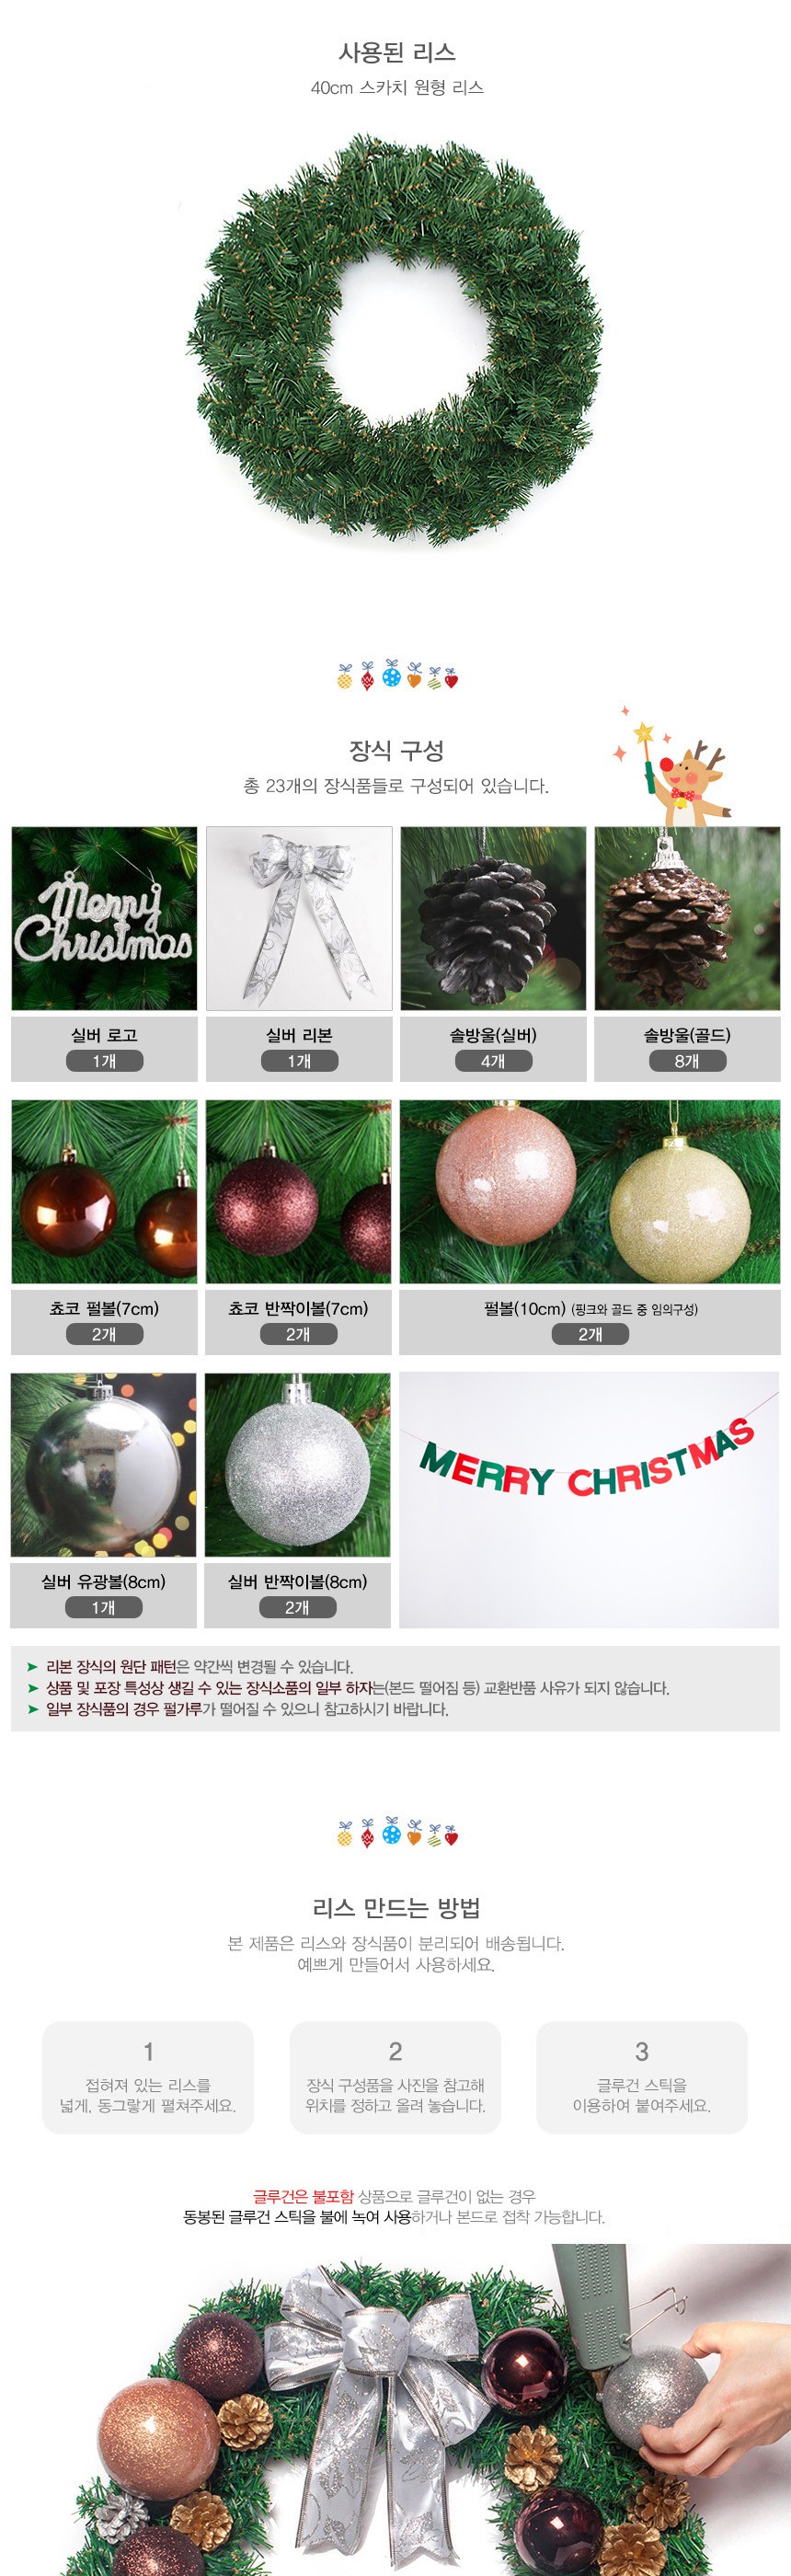 사용된 리스
40cm 스카치 원형 리스
장식 구성
총 23개의 장식품들로 구성되어 있습니다.
Merry
Christmas
실버 로고
1개
실버 리본
1개
솔방울(실버)
4개
솔방울(골드)
8개
쵸코 펄볼(7cm)
2개
쵸코 반짝이볼(7cm)
2개
펄볼(10cm) (핑크와 골드 중 임의구성)
2개
MERRY CHRISTMAS
실버 유광볼(8cm)
1개
실버 반짝이볼(8cm)
2개
➤ 리본 장식의 원단 패턴은 약간씩 변경될 수 있습니다.
➤ 상품 및 포장 특성상 생길 수 있는 장식소품의 일부 하자는(본드 떨어짐 등) 교환반품 사유가 되지 않습니다.
➤ 일부 장식품의 경우 펄가루가 떨어질 수 있으니 참고하시기 바랍니다.
리스 만드는 방법
본 제품은 리스와 장식품이 분리되어 배송됩니다.
예쁘게 만들어서 사용하세요.
1
접혀져 있는 리스를
넓게, 동그랗게 펼쳐주세요.
2
장식 구성품을 사진을 참고해
위치를 정하고 올려 놓습니다.
3
글루건 스틱을
이용하여 붙여주세요.
글루건은 불포함 상품으로 글루건이 없는 경우
동봉된 글루건 스틱을 불에 녹여 사용하거나 본드로 접착 가능합니다.